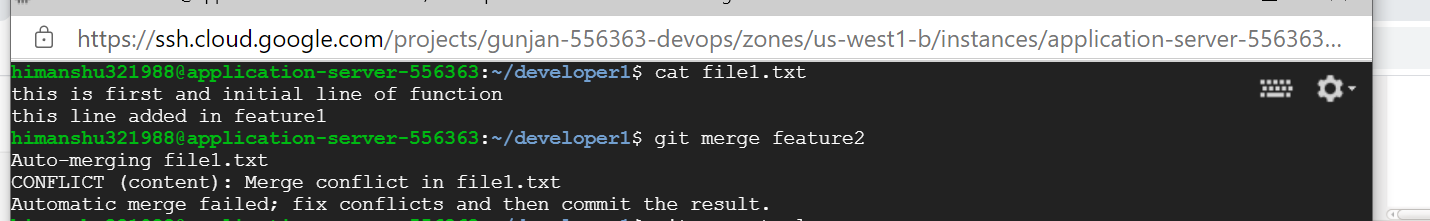 https://ssh.cloud.google.com/projects/gunjan-556363-devops/zones/us-west1-b/instances/application-server-556363...
himanshu321988@application-server-556363:~/developer1$ cat file1.txt
this is first and initial line of function
this line added in feature1
himanshu321988@application-server-556363:~/developer1$ git merge feature2
Auto-merging file1.txt
CONFLICT (content): Merge conflict in file1.txt
Automatic merge failed; fix conflicts and then commit the result.